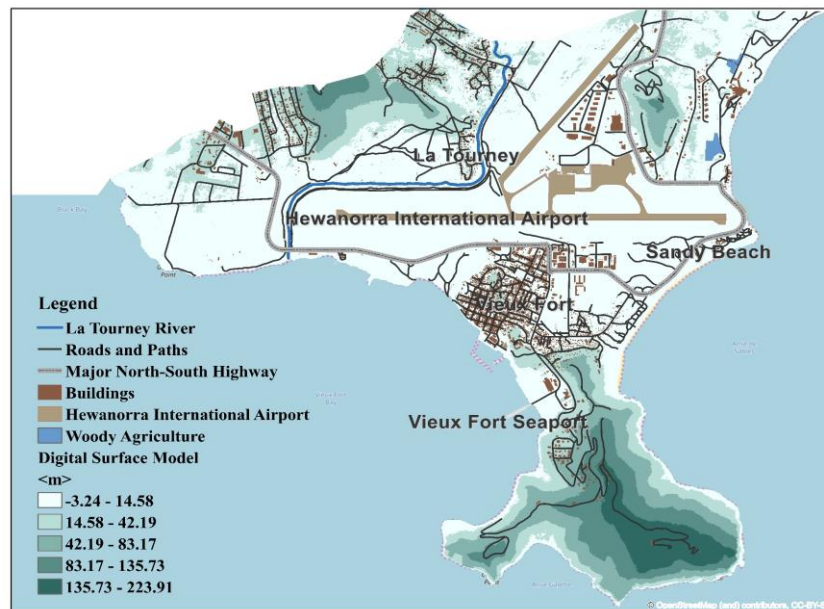 La Tourney
Hewanorra International Airport
Sandy Beach
Vieux Fort
Vieux Fort Seaport
Legend
La Tourney River
Roads and Paths
Major North-South Highway
Buildings
Hewanorra International Airport
Woody Agriculture
Digital Surface Model
<m>
-3.24 - 14.58
14.58 - 42.19
42.19 - 83.17
83.17 - 135.73
135.73 - 223.91
© OpenStreetMap (and) contributors, CC-BY-